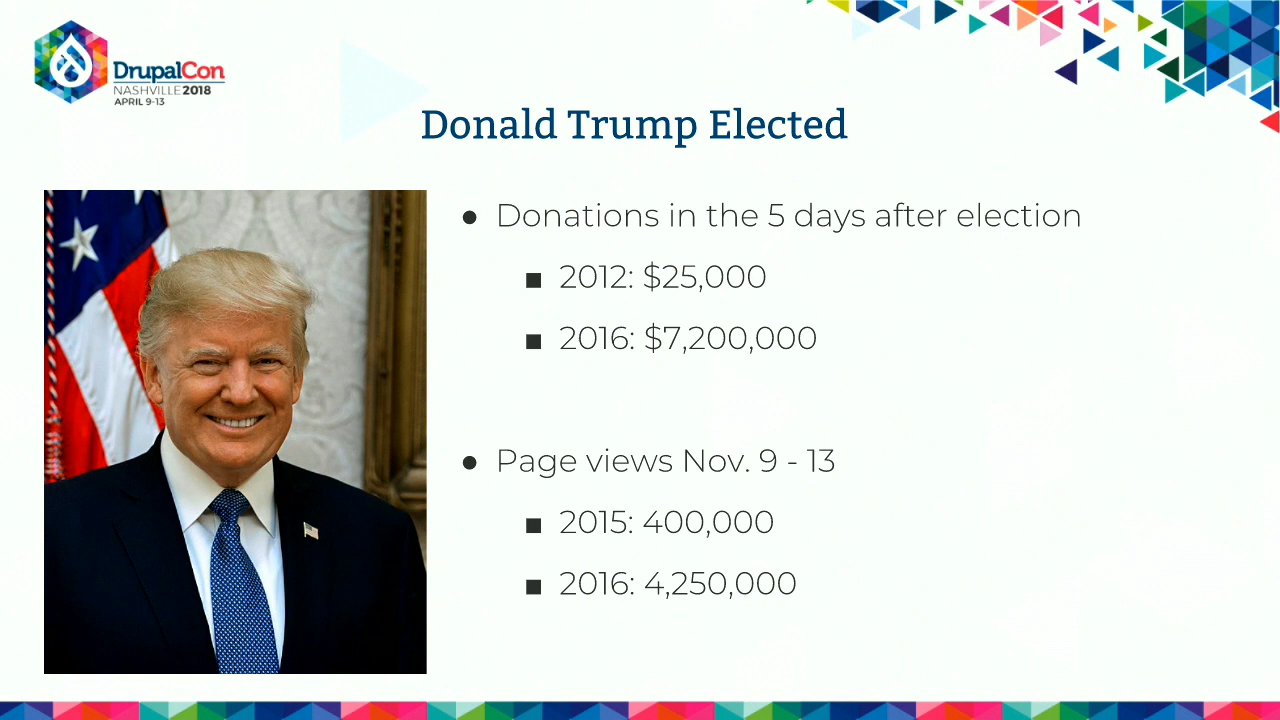 DrupalCon
NASHVILLE 2018
APRIL 9-13
Donald Trump Elected
● Donations in the 5 days after election
■ 2012: $25,000
■ 2016: $7,200,000
● Page views Nov. 9 - 13
■ 2015: 400,000
■ 2016: 4,250,000